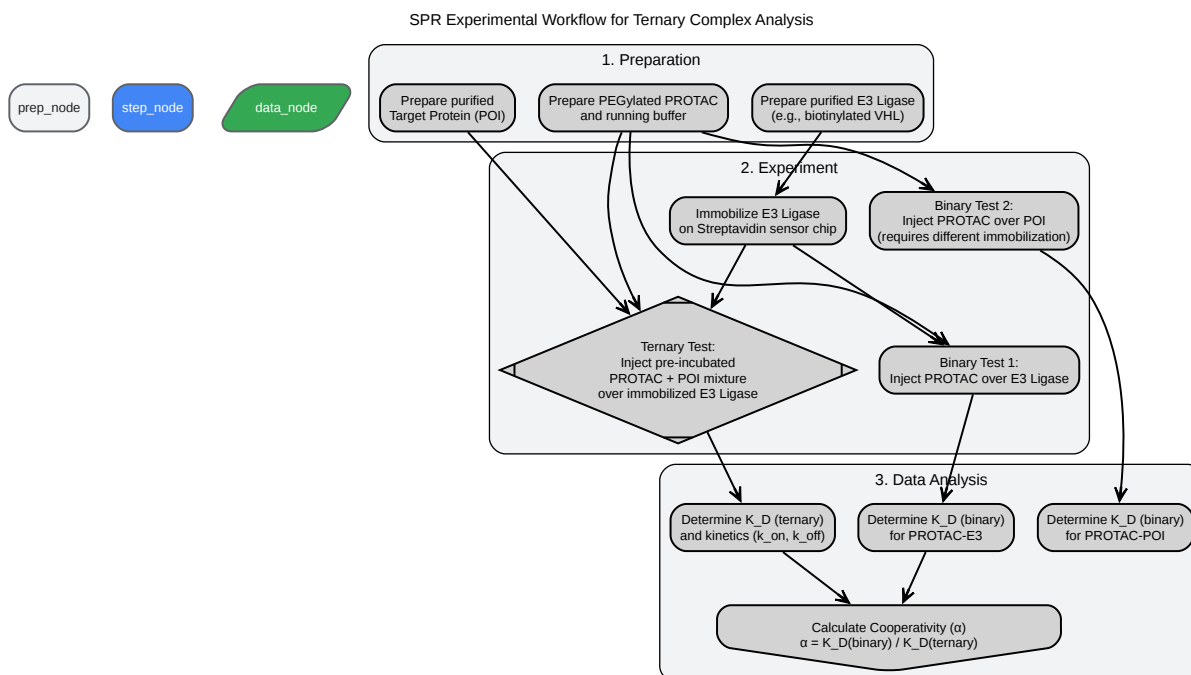 SPR Experimental Workflow for Ternary Complex Analysis
1. Preparation
prep_node
step_node
data_node
Prepare purified
Target Protein (POI)
Prepare PEGylated PROTAC
and running buffer
Prepare purified E3 Ligase
(e.g., biotinylated VHL)
2. Experiment
Immobilize E3 Ligase
on Streptavidin sensor chip
Binary Test 2:
Inject PROTAC over POI
(requires different immobilization)
Ternary Test:
Inject pre-incubated
PROTAC + POI mixture
over immobilized E3 Ligase
Binary Test 1:
Inject PROTAC over E3 Ligase
3. Data Analysis
Determine K_D (ternary)
and kinetics (k_on, k_off)
Determine K_D (binary)
for PROTAC-E3
Determine K_D (binary)
for PROTAC-POI
Calculate Cooperativity (α)
α = K_D(binary) / K_D(ternary)